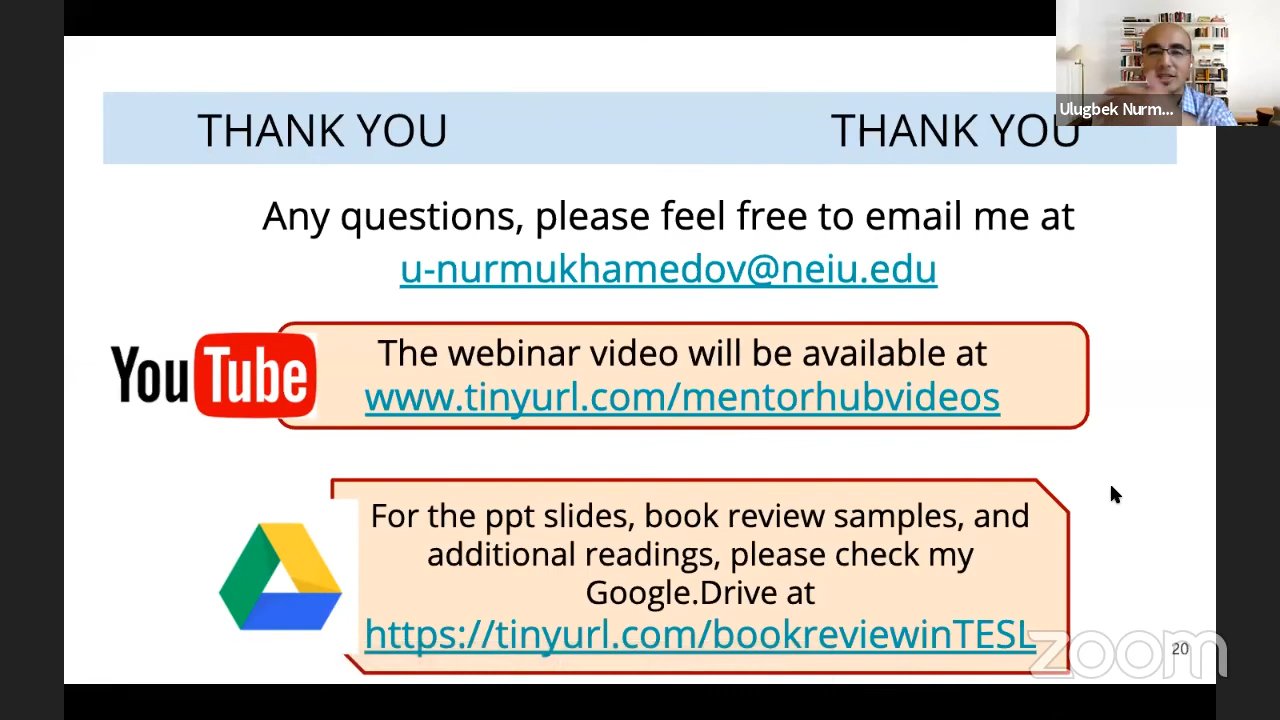 Ulugbek Nurm...
THANK YOU THANK YOU
Any questions, please feel free to email me at
u-nurmukhamedov@neiu.edu
YouTube
The webinar video will be available at
www.tinyurl.com/mentorhubvideos
For the ppt slides, book review samples, and
additional readings, please check my
Google.Drive at
https://tinyurl.com/bookreviewinTESL
zoom
20